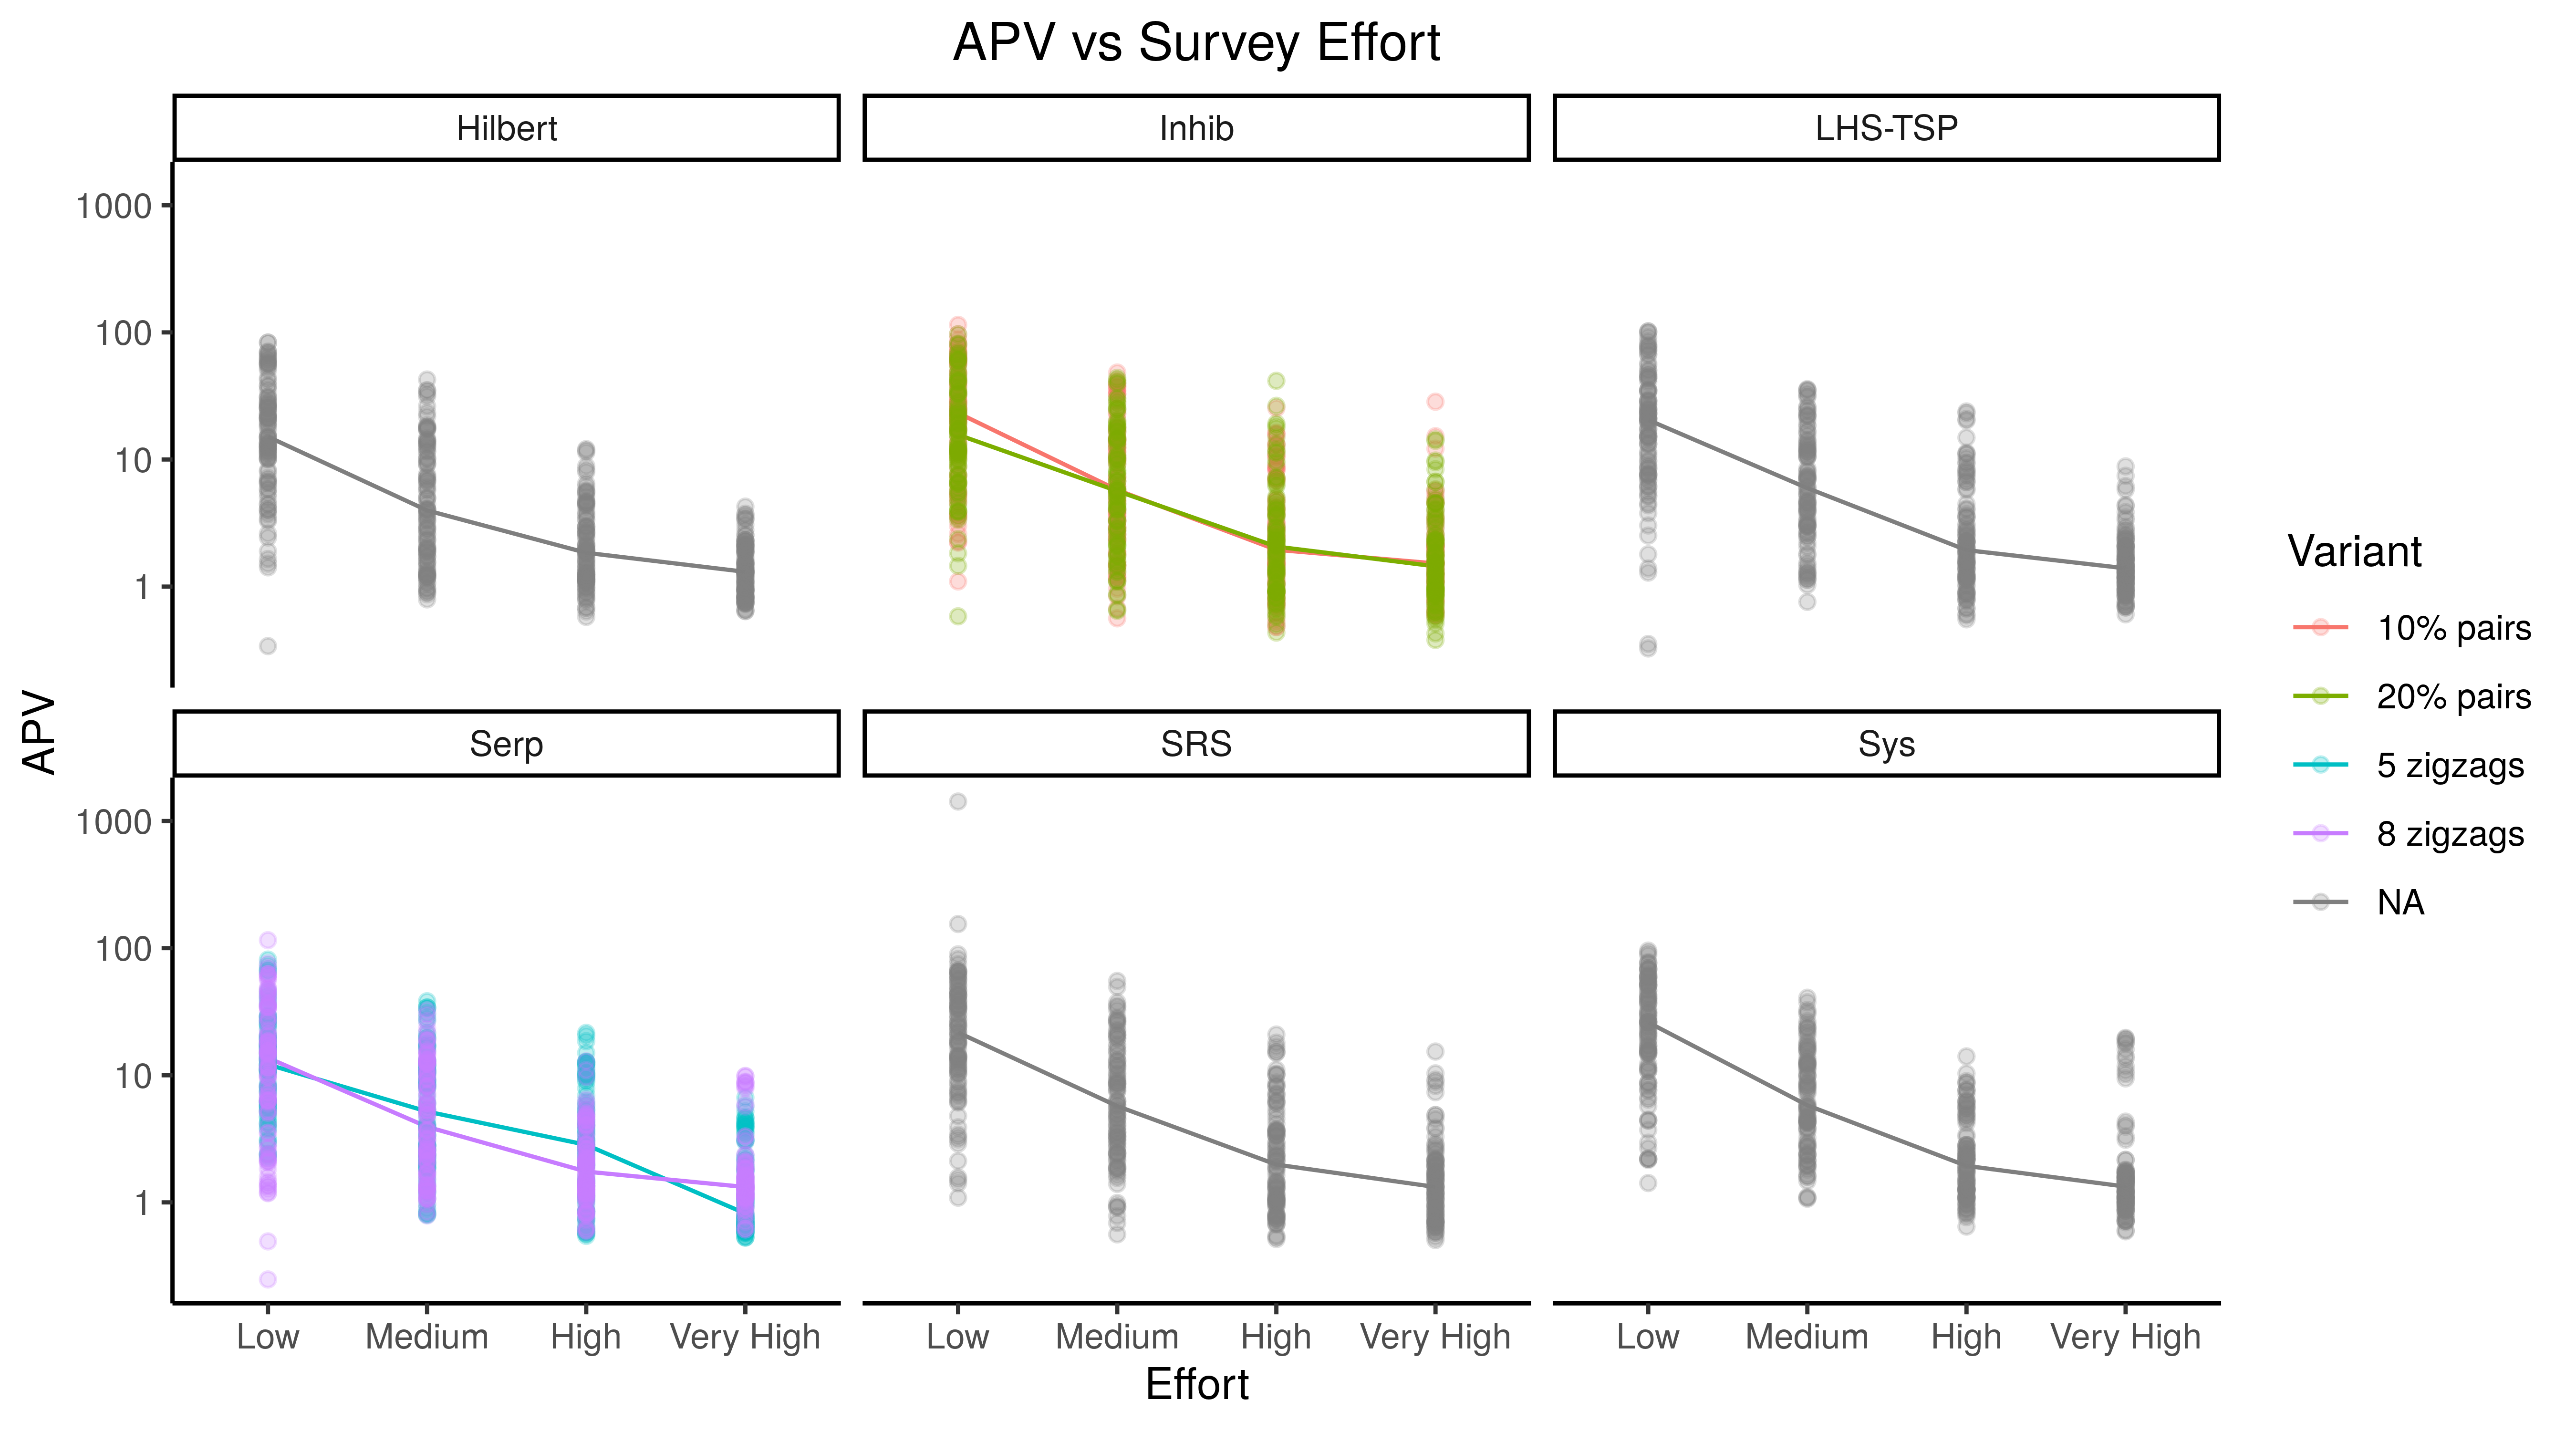 APV vs Survey Effort
Hilbert
Inhib
LHS-TSP
1000
100
10
1
Serp
SRS
Sys
1000
100
10
1
Low Medium High Very High
Low Medium High Very High
Low Medium High Very High
Effort
APV
Variant
10% pairs
20% pairs
5 zigzags
8 zigzags
NA